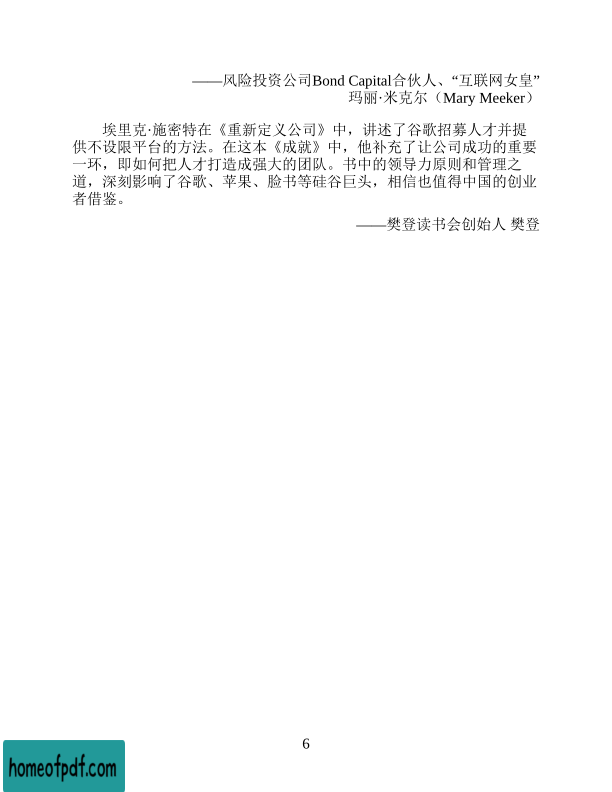 ——风险投资公司Bond Capital合伙人、“互联网女皇”
玛丽·米克尔（Mary Meeker）
埃里克·施密特在《重新定义公司》中，讲述了谷歌招募人才并提
供不设限平台的方法。在这本《成就》中，他补充了让公司成功的重要
一环，即如何把人才打造成强大的团队。书中的领导力原则和管理之
道，深刻影响了谷歌、苹果、脸书等硅谷巨头，相信也值得中国的创业
者借鉴。
——樊登读书会创始人 樊登
6
homeofpdf.com